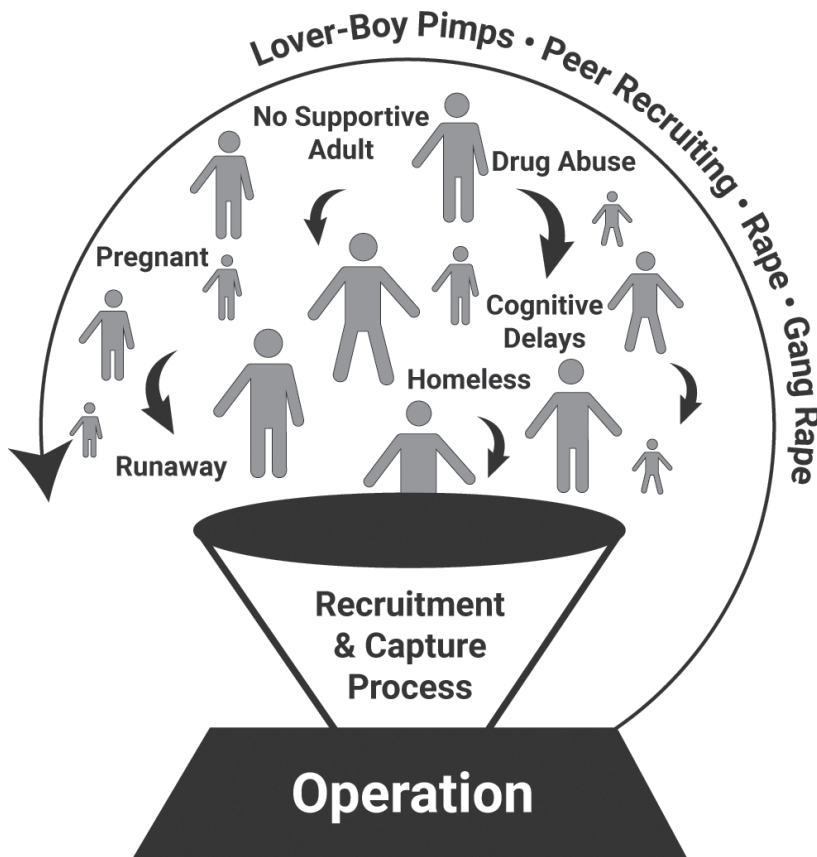 Lover-Boy Pimps • Peer Recruiting • Rape • Gang Rape
No Supportive
Adult
Drug Abuse
Pregnant
Cognitive
Delays
Homeless
Runaway
Recruitment
& Capture
Process
Operation